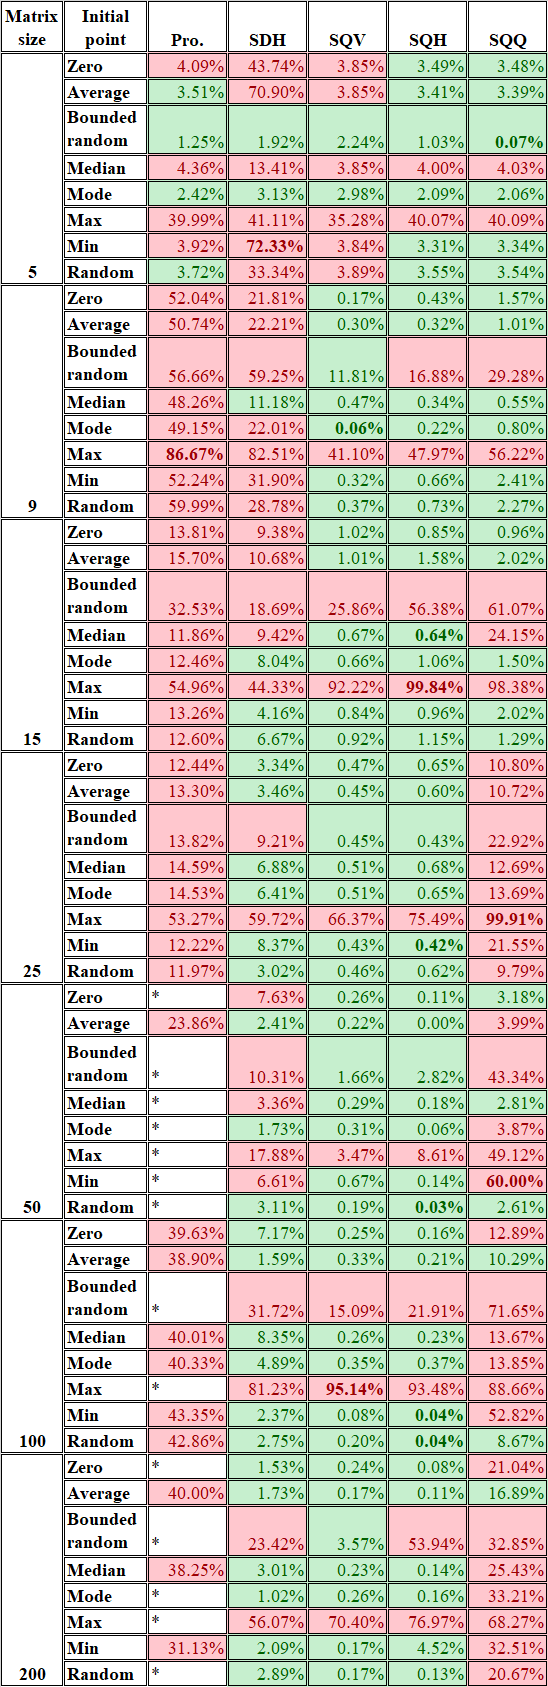 Matrix size Initial point Pro. SDH SQV SQH SQQ
Zero 4.09% 43.74% 3.85% 3.49% 3.48%
Average 3.51% 70.90% 3.85% 3.41% 3.39%
Bounded
random 1.25% 1.92% 2.24% 1.03% 0.07%
Median 4.36% 13.41% 3.85% 4.00% 4.03%
Mode 2.42% 3.13% 2.98% 2.09% 2.06%
Max 39.99% 41.11% 35.28% 40.07% 40.09%
Min 3.92% 72.33% 3.84% 3.31% 3.34%
5 Random 3.72% 33.34% 3.89% 3.55% 3.54%
Zero 52.04% 21.81% 0.17% 0.43% 1.57%
Average 50.74% 22.21% 0.30% 0.32% 1.01%
Bounded
random 56.66% 59.25% 11.81% 16.88% 29.28%
Median 48.26% 11.18% 0.47% 0.34% 0.55%
Mode 49.15% 22.01% 0.06% 0.22% 0.80%
Max 86.67% 82.51% 41.10% 47.97% 56.22%
Min 52.24% 31.90% 0.32% 0.66% 2.41%
9 Random 59.99% 28.78% 0.37% 0.73% 2.27%
Zero 13.81% 9.38% 1.02% 0.85% 0.96%
Average 15.70% 10.68% 1.01% 1.58% 2.02%
Bounded
random 32.53% 18.69% 25.86% 56.38% 61.07%
Median 11.86% 9.42% 0.67% 0.64% 24.15%
Mode 12.46% 8.04% 0.66% 1.06% 1.50%
Max 54.96% 44.33% 92.22% 99.84% 98.38%
Min 13.26% 4.16% 0.84% 0.96% 2.02%
15 Random 12.60% 6.67% 0.92% 1.15% 1.29%
Zero 12.44% 3.34% 0.47% 0.65% 10.80%
Average 13.30% 3.46% 0.45% 0.60% 10.72%
Bounded
random 13.82% 9.21% 0.45% 0.43% 22.92%
Median 14.59% 6.88% 0.51% 0.68% 12.69%
Mode 14.53% 6.41% 0.51% 0.65% 13.69%
Max 53.27% 59.72% 66.37% 75.49% 99.91%
Min 12.22% 8.37% 0.43% 0.42% 21.55%
25 Random 11.97% 3.02% 0.46% 0.62% 9.79%
Zero * 7.63% 0.26% 0.11% 3.18%
Average 23.86% 2.41% 0.22% 0.00% 3.99%
Bounded
random * 10.31% 1.66% 2.82% 43.34%
Median * 3.36% 0.29% 0.18% 2.81%
Mode * 1.73% 0.31% 0.06% 3.87%
Max * 17.88% 3.47% 8.61% 49.12%
Min * 6.61% 0.67% 0.14% 60.00%
50 Random * 3.11% 0.19% 0.03% 2.61%
Zero 39.63% 7.17% 0.25% 0.16% 12.89%
Average 38.90% 1.59% 0.33% 0.21% 10.29%
Bounded
random * 31.72% 15.09% 21.91% 71.65%
Median 40.01% 8.35% 0.26% 0.23% 13.67%
Mode 40.33% 4.89% 0.35% 0.37% 13.85%
Max * 81.23% 95.14% 93.48% 88.66%
Min 43.35% 2.37% 0.08% 0.04% 52.82%
100 Random 42.86% 2.75% 0.20% 0.04% 8.67%
Zero * 1.53% 0.24% 0.08% 21.04%
Average 40.00% 1.73% 0.17% 0.11% 16.89%
Bounded
random * 23.42% 3.57% 53.94% 32.85%
Median 38.25% 3.01% 0.23% 0.14% 25.43%
Mode * 1.02% 0.26% 0.16% 33.21%
Max * 56.07% 70.40% 76.97% 68.27%
Min 31.13% 2.09% 0.17% 4.52% 32.51%
200 Random * 2.89% 0.17% 0.13% 20.67%